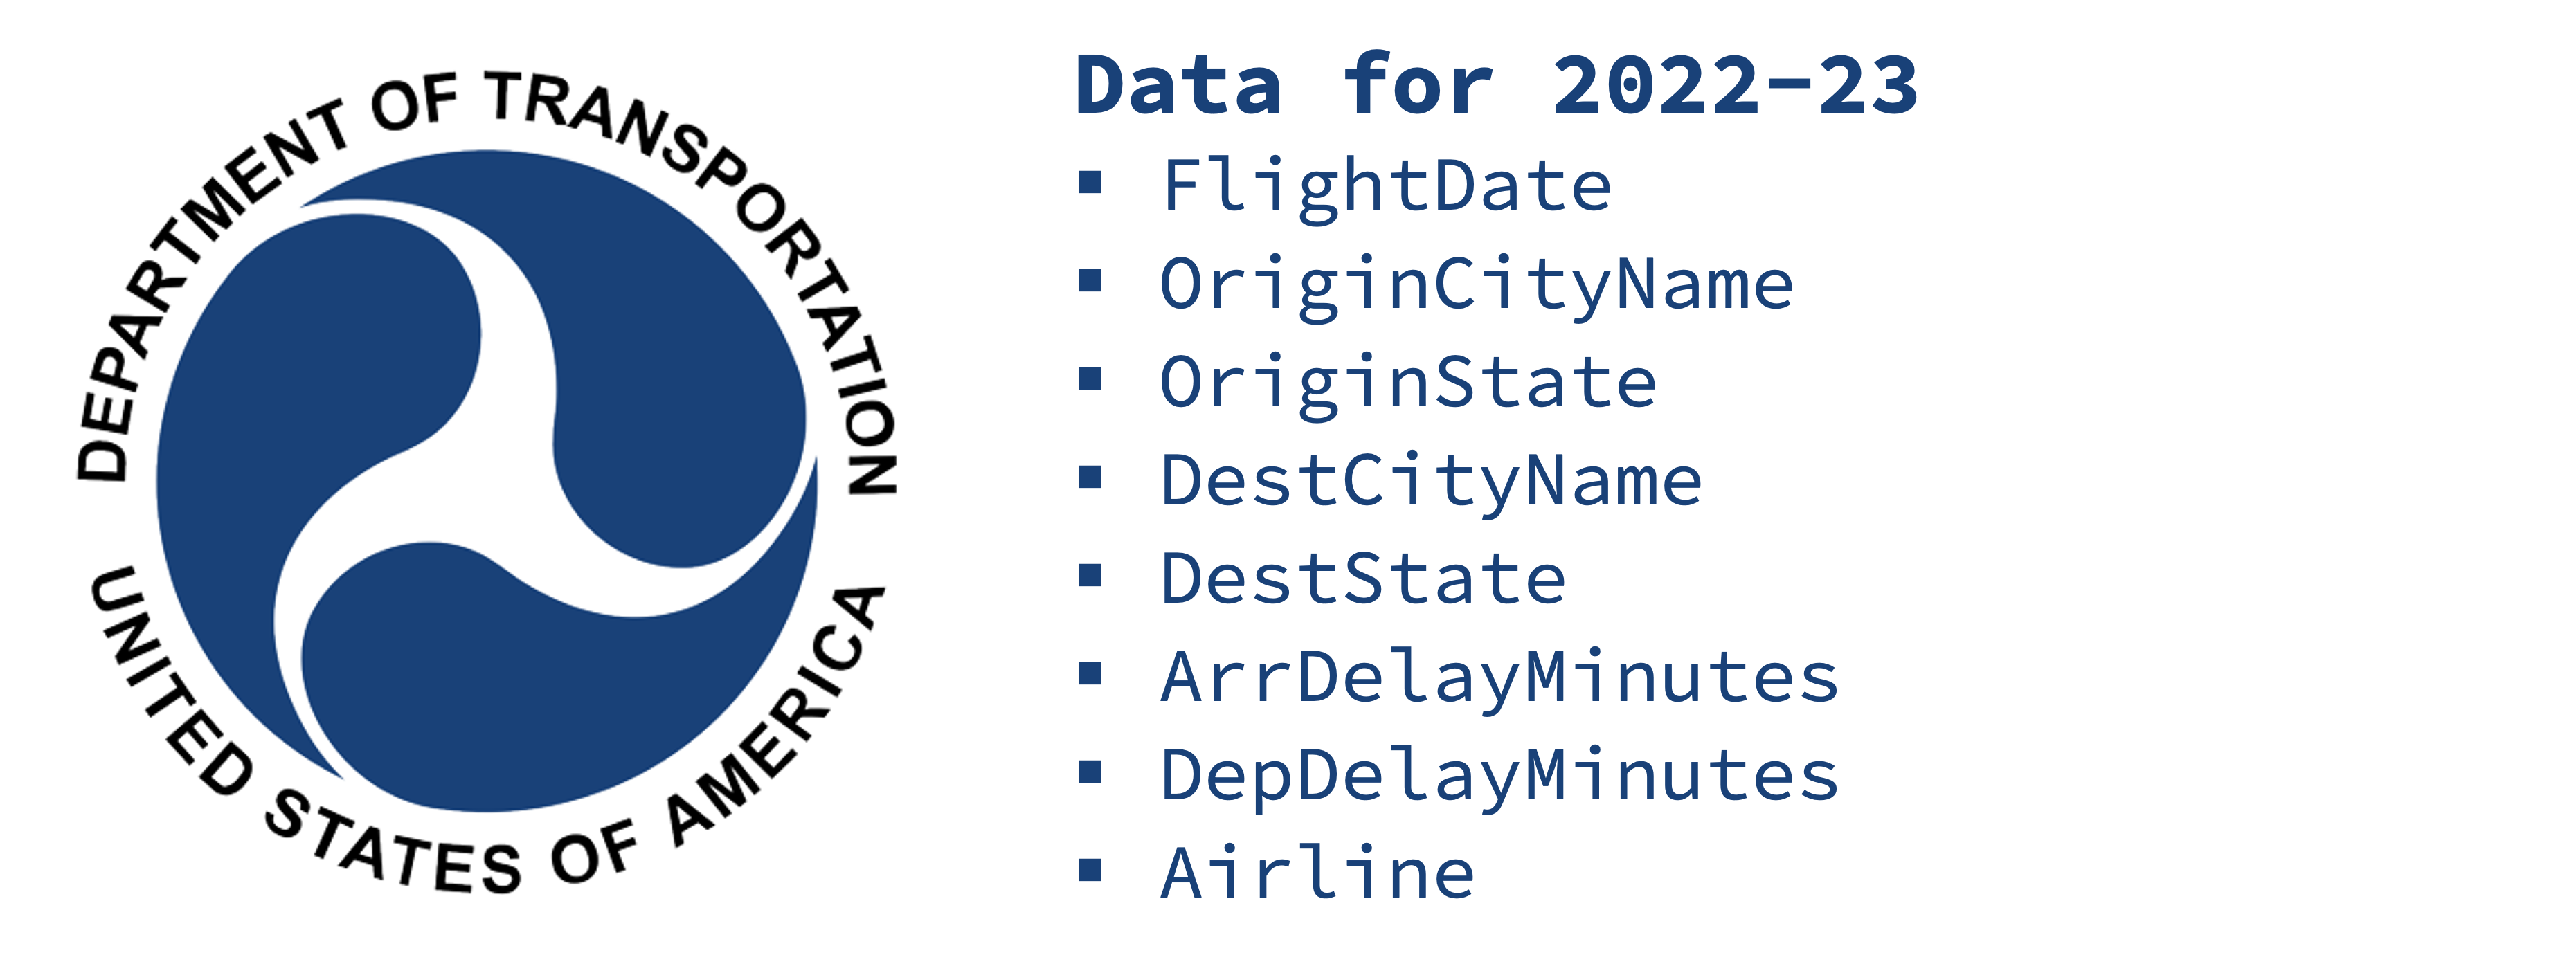 DEPARTMENT OF TRANSPORTATION
UNITED STATES OF AMERICA
Data for 2022–23
▪ FlightDate
▪ OriginCityName
▪ OriginState
▪ DestCityName
▪ DestState
▪ ArrDelayMinutes
▪ DepDelayMinutes
▪ Airline